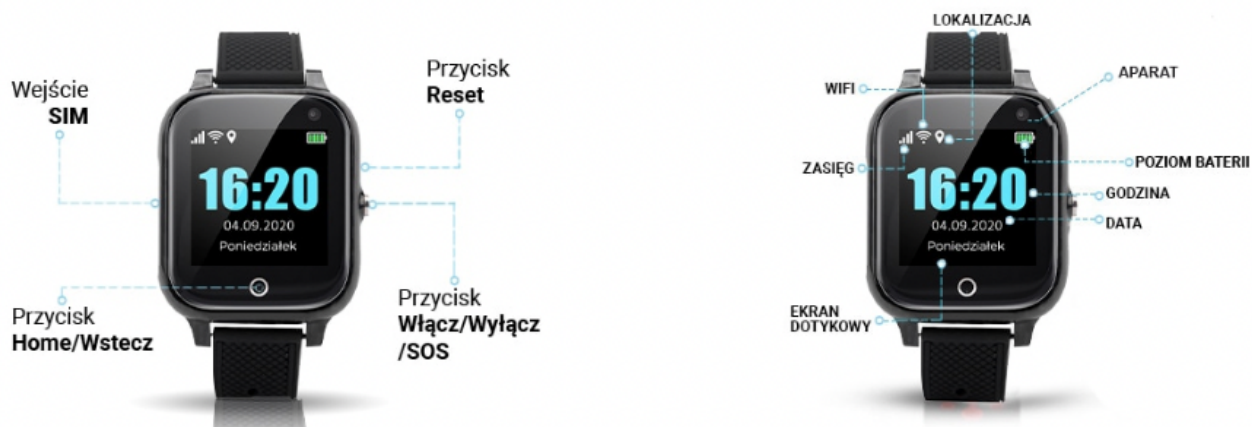 Wejście
SIM
Przycisk
Reset
16:20
04.09.2020
Poniedziałek
Przycisk
Home/Wstecz
Przycisk
Włącz/Wyłącz
/SOS
LOKALIZACJA
WIFI
APARAT
ZASIĘG
POZIOM BATERII
16:20
GODZINA
04.09.2020
DATA
Poniedziałek
EKRAN
DOTYKOWY